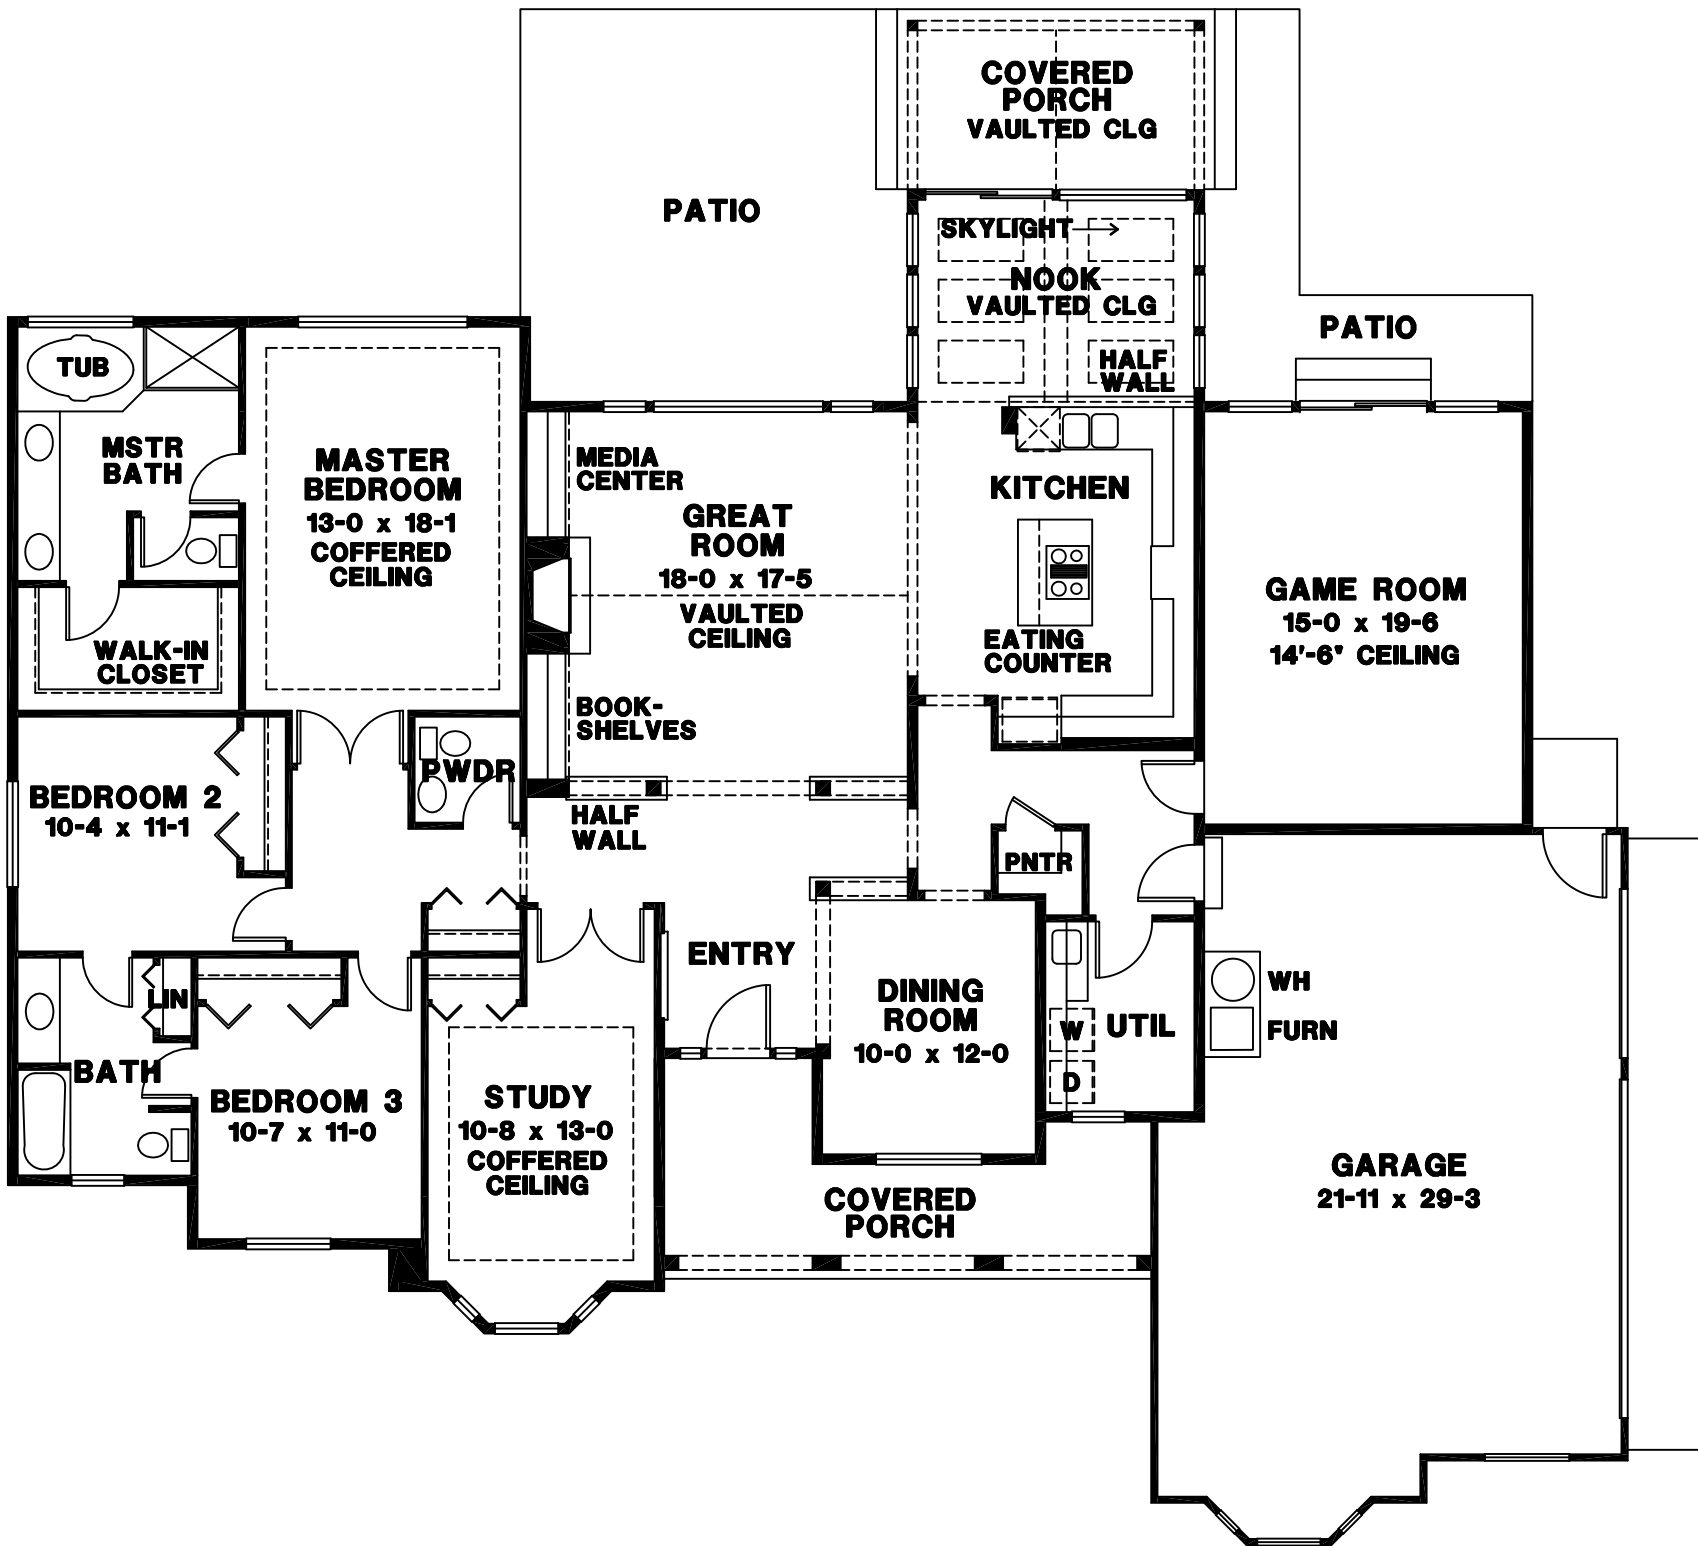 COVERED
PORCH
VAULTED CLG
PATIO
SKYLIGHT
NOOK
VAULTED CLG
HALF
WALL
PATIO
TUB
MSTR
BATH
MASTER
BEDROOM
13-0 x 18-1
COFFERED
CEILING
MEDIA
CENTER
GREAT
ROOM
18-0 x 17-5
VAULTED
CEILING
KITCHEN
EATING
COUNTER
GAME ROOM
15-0 x 19-6
14'-6" CEILING
WALK-IN
CLOSET
BOOK-
SHELVES
PWDR
BEDROOM 2
10-4 x 11-1
HALF
WALL
PNTR
ENTRY
LIN
DINING
ROOM
10-0 x 12-0
W
D
UTIL
WH
FURN
BATH
BEDROOM 3
10-7 x 11-0
STUDY
10-8 x 13-0
COFFERED
CEILING
COVERED
PORCH
GARAGE
21-11 x 29-3